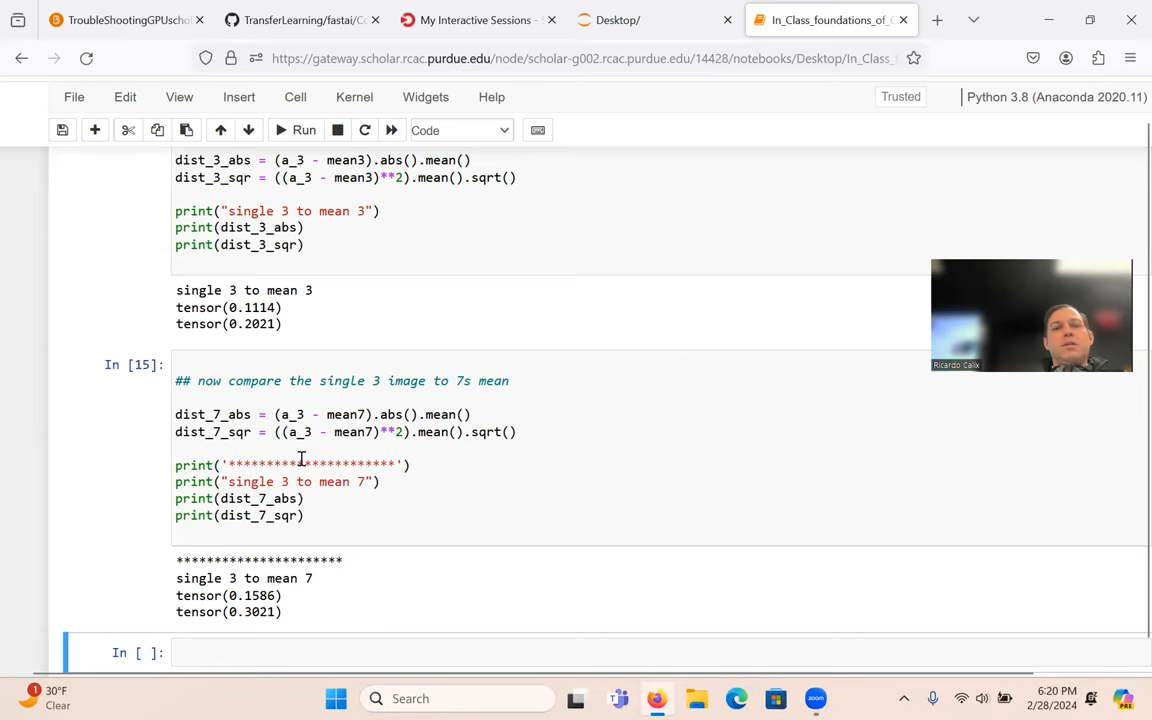 TroubleShootingGPUschol
TransferLearning/fastai/Co
My Interactive Sessions -
Desktop/
In_Class_foundations_of_
https://gateway.scholar.rcac.purdue.edu/node/scholar-g002.rcac.purdue.edu/14428/notebooks/Desktop/In_Class_
File Edit View Insert Cell Kernel Widgets Help Trusted Python 3.8 (Anaconda 2020.11)
Run Code
dist_3_abs = (a_3 - mean3).abs().mean()
dist_3_sqr = ((a_3 - mean3)**2).mean().sqrt()
print("single 3 to mean 3")
print(dist_3_abs)
print(dist_3_sqr)
single 3 to mean 3
tensor(0.1114)
tensor(0.2021)
Ricardo Calix
In [15]:
## now compare the single 3 image to 7s mean
dist_7_abs = (a_3 - mean7).abs().mean()
dist_7_sqr = ((a_3 - mean7)**2).mean().sqrt()
print('**********************')
print("single 3 to mean 7")
print(dist_7_abs)
print(dist_7_sqr)
**********************
single 3 to mean 7
tensor(0.1586)
tensor(0.3021)
In [ ]:
1
30°F
Clear
Search
zoom
PRE
6:20 PM
2/28/2024